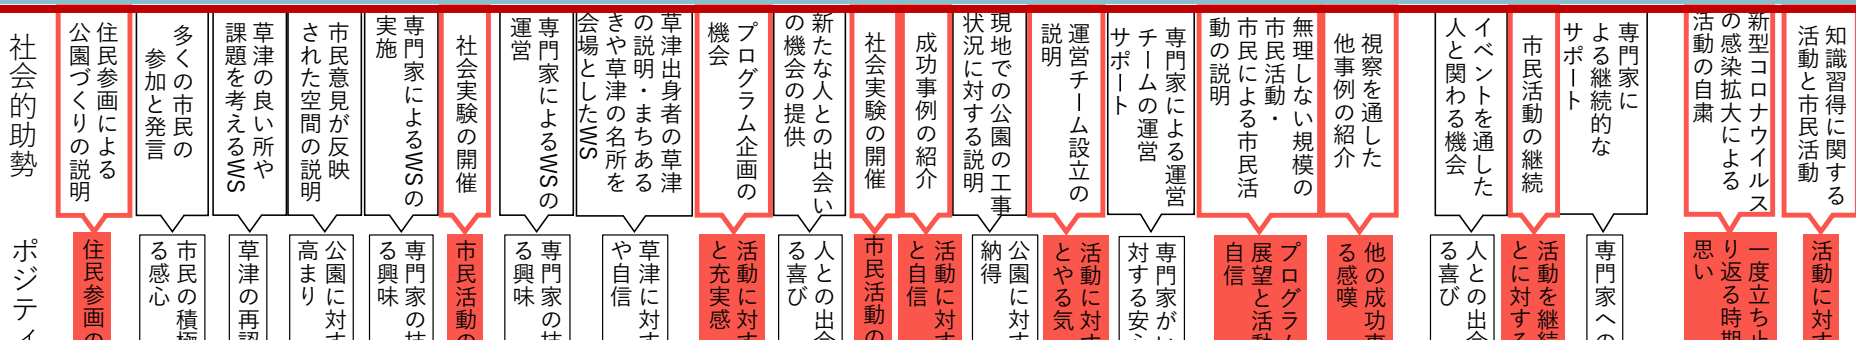 社会的助勢
住民参画による
公園づくりの説明
多くの市民の
参加と発言
草津の良い所や
課題を考えるWS
市民意見が反映
された空間の説明
専門家によるWSの
実施
社会実験の開催
専門家によるWSの
運営
草津出身者の草津
の説明・まちある
きや草津の名所を
会場としたWS
プログラム企画の
機会
新たな人との出会い
の機会の提供
社会実験の開催
成功事例の紹介
現地での公園の工事
状況に対する説明
運営チーム設立の
説明
専門家による運営
チームの運営
サポート
無理しない規模の
市民活動・
市民による市民活
動の説明
視察を通した
他事例の紹介
イベントを通した
人と関わる機会
市民活動の継続
専門家に
よる継続的な
サポート
新型コロナウイルス
の感染拡大による
活動の自粛
知識習得に関する
活動と市民活動
ポジティ
住民参画の
市民の積極
る感心
草津の再認
公園に対す
高まり
専門家の技
る興味
市民活動の
専門家の技
る興味
草津に対す
や自信
活動に対す
と充実感
人との出会
る喜び
市民活動の
活動に対す
と自信
公園に対す
納得
活動に対す
とやる気
専門家がい
対する安心
プログラム
展望と活動
自信
他の成功事
る感嘆
人との出会
る喜び
活動を継続
とに対する
専門家への
一度立ち止
り返る時期
思い
活動に対す